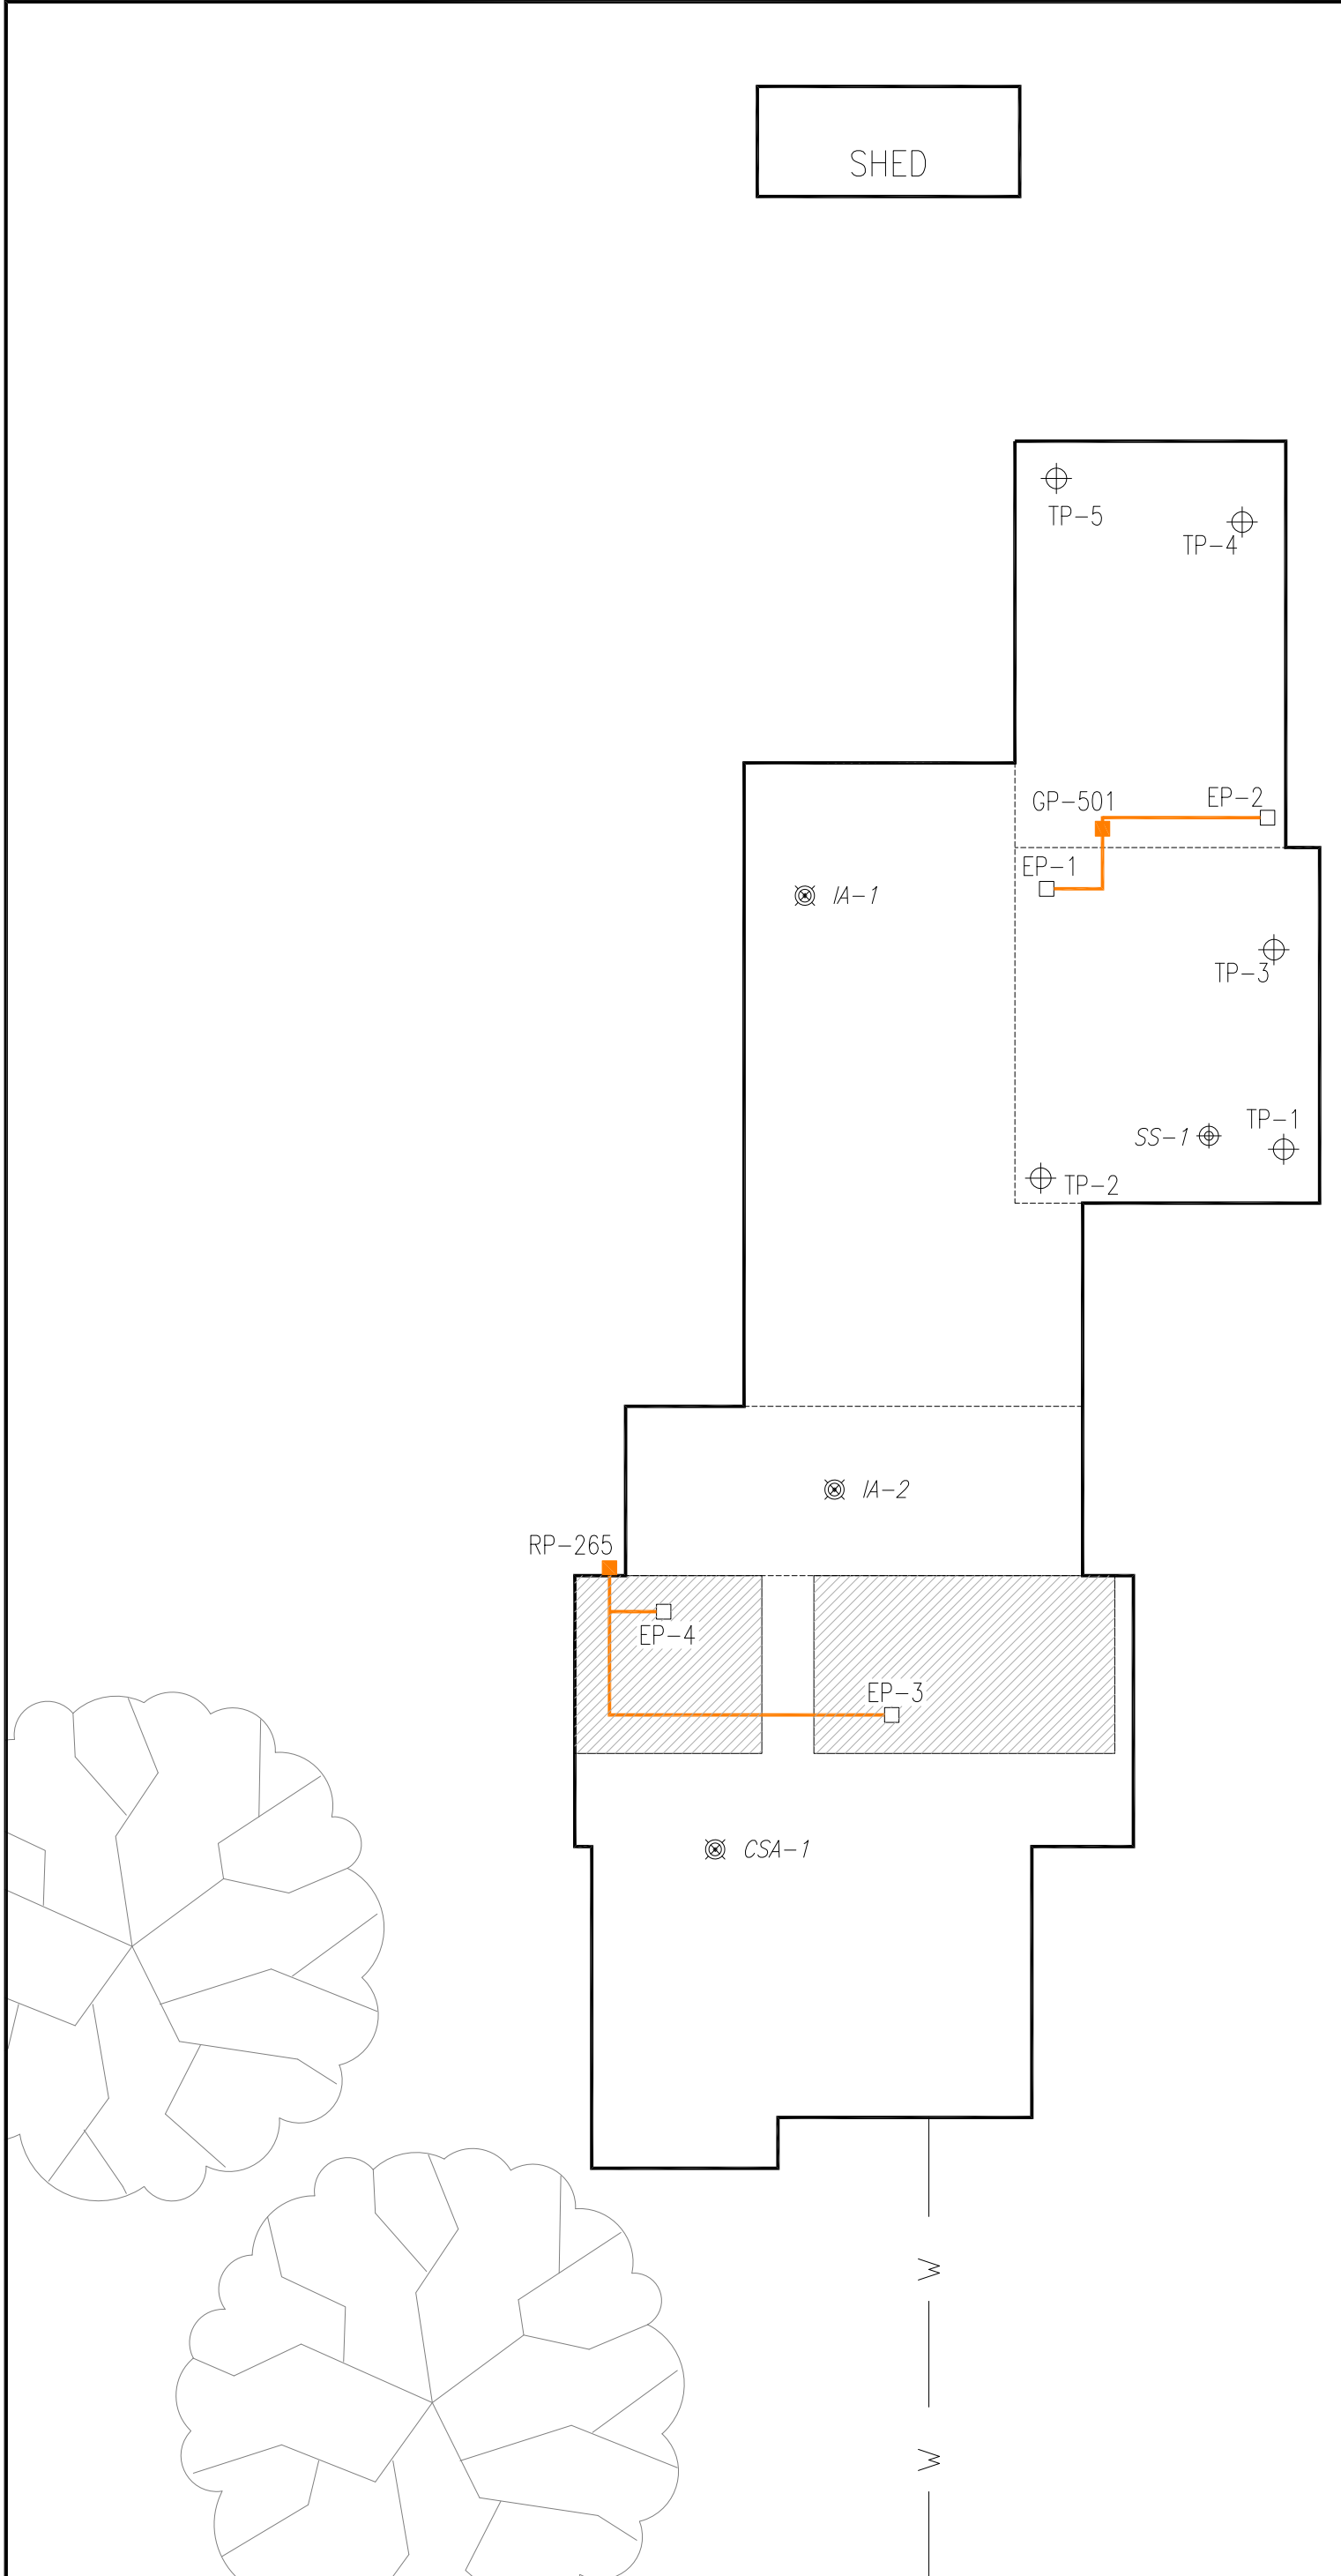 SHED
TP-5
TP-4
GP-501
EP-2
EP-1
IA-1
TP-3
TP-1
SS-1
TP-2
IA-2
RP-265
EP-4
EP-3
CSA-1
W
W